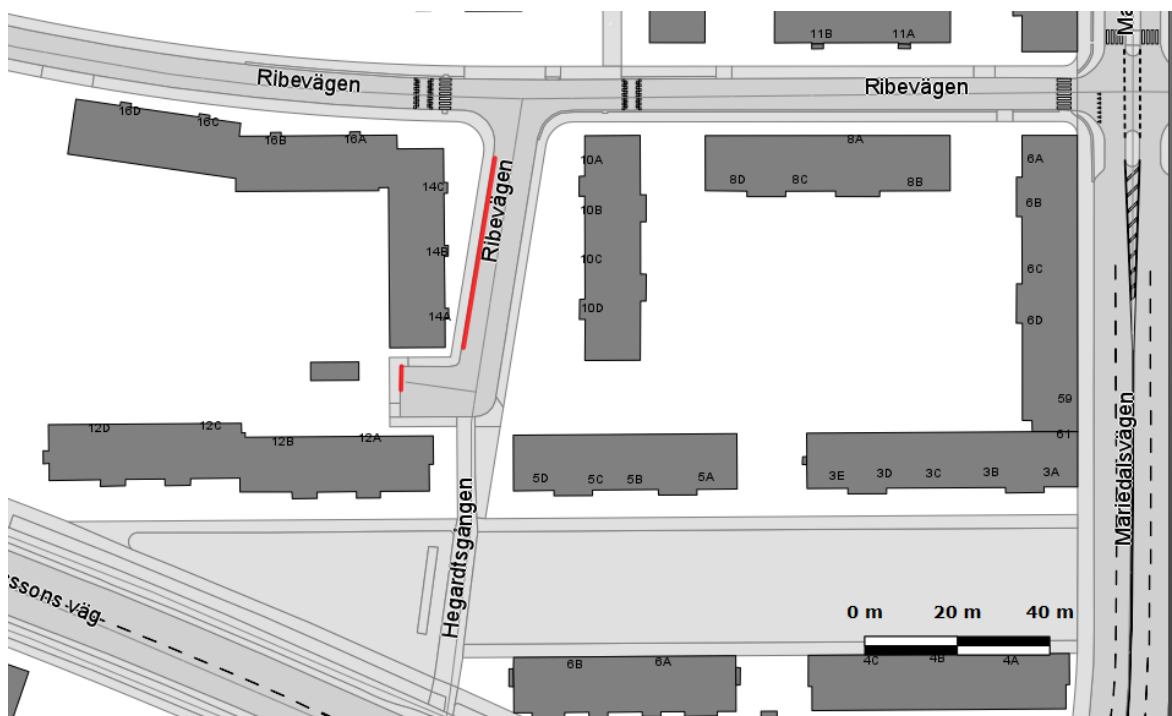 Ma
11B
11A
Ribevägen
Ribevägen
16D
16C
16B
16A
14C
14B
14A
Ribevägen
10A
10B
10C
10D
8A
8D
8C
8B
6A
6B
6C
6D
59
61
12D
12C
12B
12A
5D
5C
5B
5A
3E
3D
3C
3B
3A
Mariedalsvägen
Hegardtsgången
ssons väg
0 m
20 m
40 m
6B
6A
4C
4B
4A